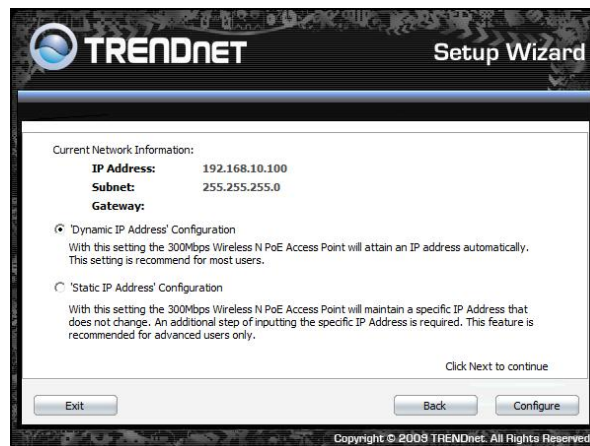 TRENDNET
Setup Wizard
Current Network Information:
IP Address: 192.168.10.100
Subnet: 255.255.255.0
Gateway:
'Dynamic IP Address' Configuration
With this setting the 300Mbps Wireless N PoE Access Point will attain an IP address automatically.
This setting is recommend for most users.
'Static IP Address' Configuration
With this setting the 300Mbps Wireless N PoE Access Point will maintain a specific IP Address that
does not change. An additional step of inputting the specific IP Address is required. This feature is
recommended for advanced users only.
Click Next to continue
Exit
Back
Configure
Copyright © 2009 TRENDnet. All Rights Reserved